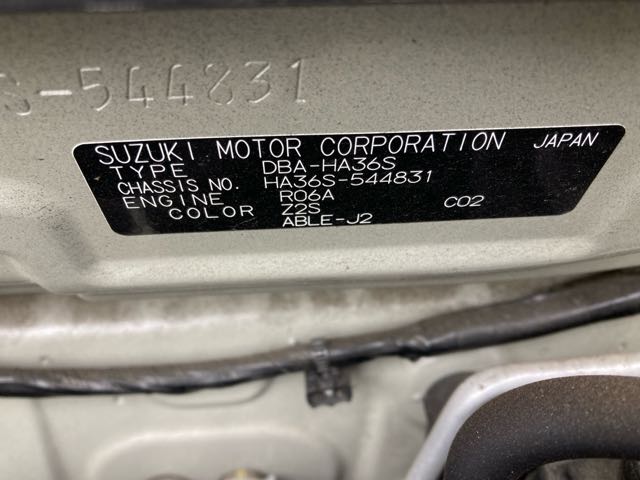 S-544831
SUZUKI MOTOR CORPORATION JAPAN
TYPE DBA-HA36S
CHASSIS NO. HA36S-544831
ENGINE R06A C02
COLOR Z2S
ABLE-J2